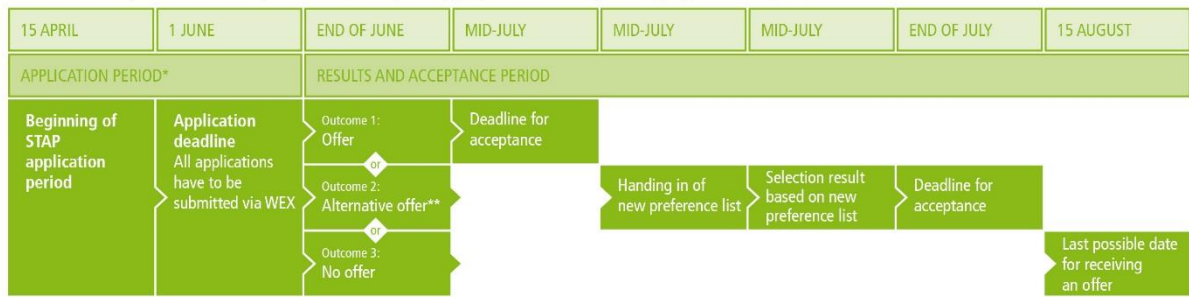 15 APRIL
1 JUNE
END OF JUNE
MID-JULY
MID-JULY
MID-JULY
END OF JULY
15 AUGUST
APPLICATION PERIOD*
RESULTS AND ACCEPTANCE PERIOD
Beginning of
STAP
application
period
Application
deadline
All applications
have to be
submitted via WEX
Outcome 1:
Offer
or
Outcome 2:
Alternative offer**
or
Outcome 3:
No offer
Deadline for
acceptance
Handing in of
new preference list
Selection result
based on new
preference list
Deadline for
acceptance
Last possible date
for receiving
an offer